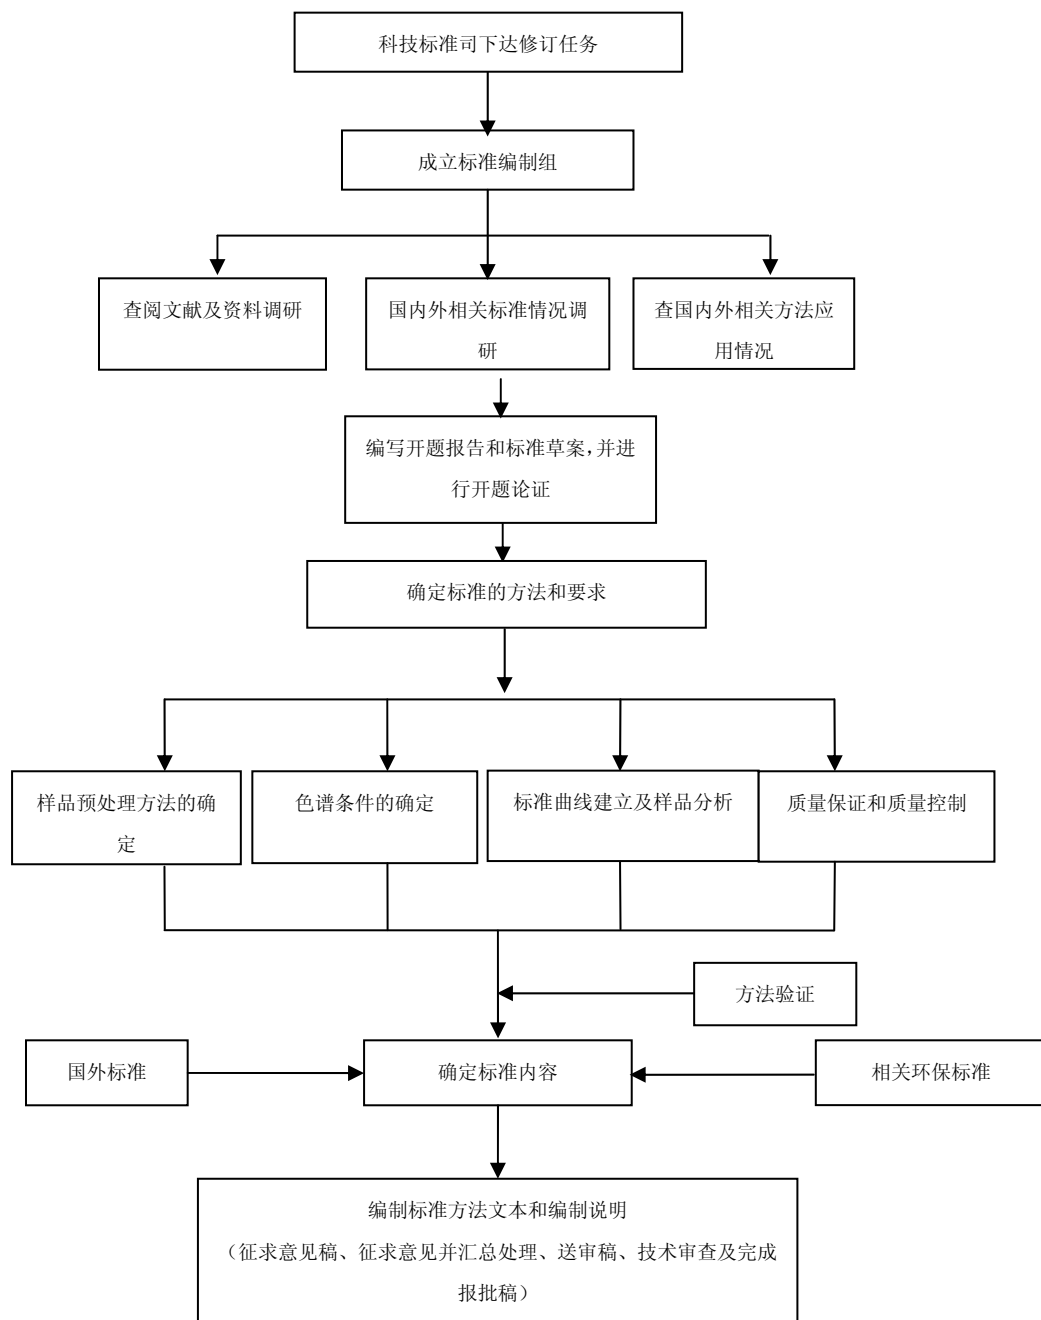 科技标准司下达修订任务
成立标准编制组
查阅文献及资料调研
国内外相关标准情况调
研
查国内外相关方法应
用情况
编写开题报告和标准草案,并进
行开题论证
确定标准的方法和要求
样品预处理方法的确
定
色谱条件的确定
标准曲线建立及样品分析
质量保证和质量控制
方法验证
国外标准
确定标准内容
相关环保标准
编制标准方法文本和编制说明
（征求意见稿、征求意见并汇总处理、送审稿、技术审查及完成
报批稿）